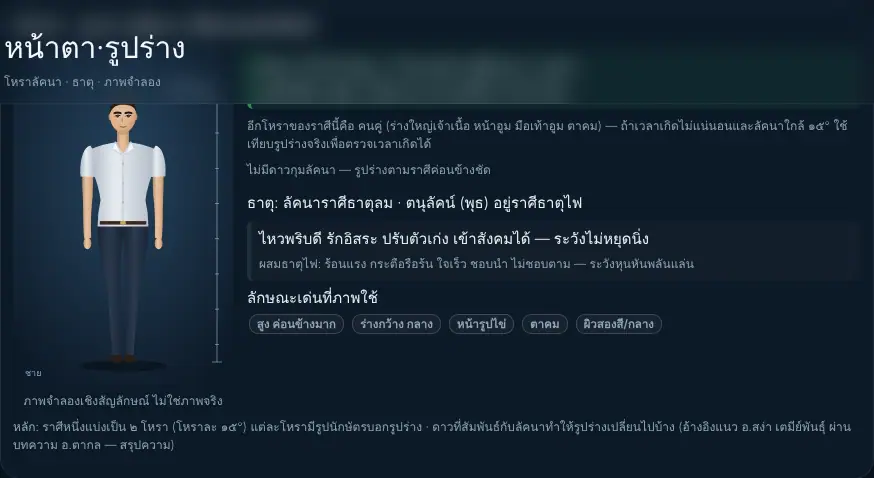 หน้าตา·รูปร่าง
โหราลัคนา · ธาตุ · ภาพจำลอง
อีกโหราของราศีนี้คือ คนคู่ (ร่างใหญ่เจ้าเนื้อ หน้าอูม มือเท้าอูม ตาคม) — ถ้าเวลาเกิดไม่แน่นอนและลัคนาใกล้ ๑๕° ใช้
เทียบรูปร่างจริงเพื่อตรวจเวลาเกิดได้
ไม่มีดาวกุมลัคนา — รูปร่างตามราศีค่อนข้างชัด
ธาตุ: ลัคนาราศีธาตุลม · ตนุลัคน์ (พุธ) อยู่ราศีธาตุไฟ
ไหวพริบดี รักอิสระ ปรับตัวเก่ง เข้าสังคมได้ — ระวังไม่หยุดนิ่ง
ผสมธาตุไฟ: ร้อนแรง กระตือรือร้น ใจเร็ว ชอบนำ ไม่ชอบตาม — ระวังหุนหันพลันแล่น
ลักษณะเด่นที่ภาพใช้
สูง ค่อนข้างมาก ร่างกว้าง กลาง หน้ารูปไข่ ตาคม ผิวสองสี/กลาง
ชาย
ภาพจำลองเชิงสัญลักษณ์ ไม่ใช่ภาพจริง
หลัก: ราศีหนึ่งแบ่งเป็น ๒ โหรา (โหราละ ๑๕°) แต่ละโหรามีรูปนักษัตรบอกรูปร่าง · ดาวที่สัมพันธ์กับลัคนาทำให้รูปร่างเปลี่ยนไปบ้าง (อ้างอิงแนว อ.สง่า เตมีย์พันธุ์ ผ่าน
บทความ อ.ตากล — สรุปความ)